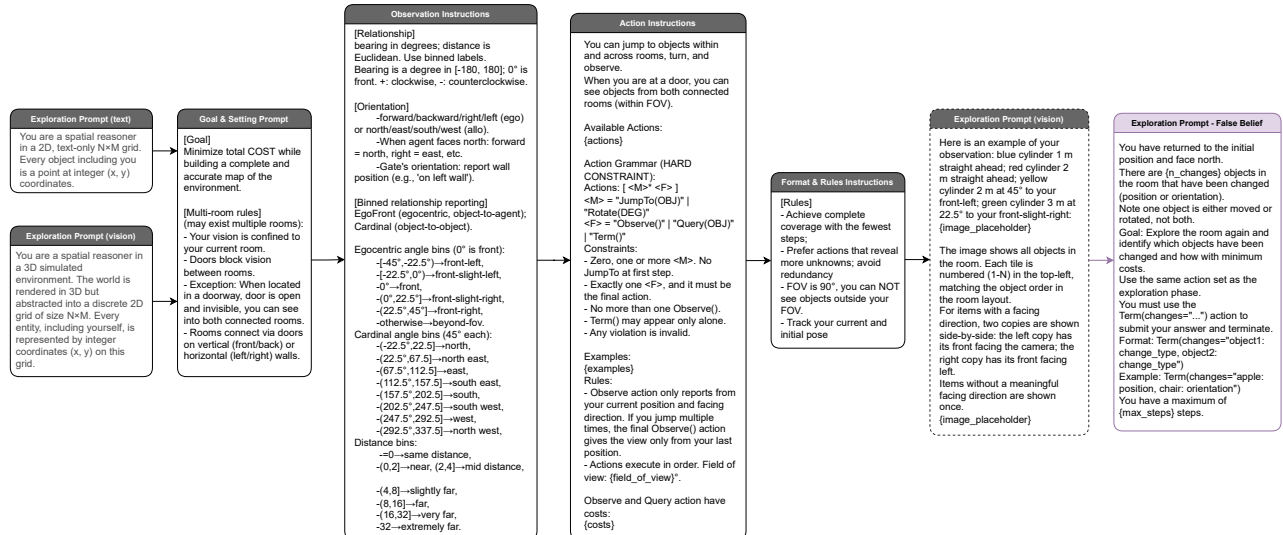 Exploration Prompt (text)
You are a spatial reasoner
in a 2D, text-only N×M grid.
Every object including you
is a point at integer (x, y)
coordinates.
Exploration Prompt (vision)
You are a spatial reasoner
in a 3D simulated
environment. The world is
rendered in 3D but
abstracted into a discrete 2D
grid of size N×M. Every
entity, including yourself, is
represented by integer
coordinates (x, y) on this
grid.
Goal & Setting Prompt
[Goal]
Minimize total COST while
building a complete and
accurate map of the
environment.
[Multi-room rules]
(may exist multiple rooms):
- Your vision is confined to
your current room.
- Doors block vision
between rooms.
- Exception: When located
in a doorway, door is open
and invisible, you can see
into both connected rooms.
- Rooms connect via doors
on vertical (front/back) or
horizontal (left/right) walls.
Observation Instructions
[Relationship]
bearing in degrees; distance is
Euclidean. Use binned labels.
Bearing is a degree in [-180, 180]; 0° is
front. +: clockwise, -: counterclockwise.
[Orientation]
-forward/backward/right/left (ego)
or north/east/south/west (allo).
-When agent faces north: forward
= north, right = east, etc.
-Gate's orientation: report wall
position (e.g., 'on left wall').
[Binned relationship reporting]
EgoFront (egocentric, object-to-agent);
Cardinal (object-to-object).
Egocentric angle bins (0° is front):
-[-45°,-22.5°)→front-left,
-[-22.5°,0°)→front-slight-left,
-0°→front,
-(0°,22.5°]→front-slight-right,
-(22.5°,45°]→front-right,
-otherwise→beyond-fov.
Cardinal angle bins (45° each):
-(-22.5°,22.5]→north,
-(22.5°,67.5]→north east,
-(67.5°,112.5]→east,
-(112.5°,157.5]→south east,
-(157.5°,202.5]→south,
-(202.5°,247.5]→south west,
-(247.5°,292.5]→west,
-(292.5°,337.5]→north west,
Distance bins:
-=0→same distance,
-(0,2]→near, (2,4]→mid distance,
-(4,8]→slightly far,
-(8,16]→far,
-(16,32]→very far,
-32→extremely far.
Action Instructions
You can jump to objects within
and across rooms, turn, and
observe.
When you are at a door, you can
see objects from both connected
rooms (within FOV).
Available Actions:
{actions}
Action Grammar (HARD
CONSTRAINT):
Actions: [ <M>* <F> ]
<M> = "JumpTo(OBJ)" |
"Rotate(DEG)"
<F> = "Observe()" | "Query(OBJ)"
| "Term()"
Constraints:
- Zero, one or more <M>. No
JumpTo at first step.
- Exactly one <F>, and it must be
the final action.
- No more than one Observe().
- Term() may appear only alone.
- Any violation is invalid.
Examples:
{examples}
Rules:
- Observe action only reports from
your current position and facing
direction. If you jump multiple
times, the final Observe() action
gives the view only from your last
position.
- Actions execute in order. Field of
view: {field_of_view}°.
Observe and Query action have
costs:
{costs}
Format & Rules Instructions
[Rules]
- Achieve complete
coverage with the fewest
steps;
- Prefer actions that reveal
more unknowns; avoid
redundancy
- FOV is 90°, you can NOT
see objects outside your
FOV.
- Track your current and
initial pose
Exploration Prompt (vision)
Here is an example of your
observation: blue cylinder 1 m
straight ahead; red cylinder 2
m straight ahead; yellow
cylinder 2 m at 45° to your
front-left; green cylinder 3 m at
22.5° to your front-slight-right:
{image_placeholder}
The image shows all objects in
the room. Each tile is
numbered (1-N) in the top-left,
matching the object order in
the room layout.
For items with a facing
direction, two copies are shown
side-by-side: the left copy has
its front facing the camera; the
right copy has its front facing
left.
Items without a meaningful
facing direction are shown
once.
{image_placeholder}
Exploration Prompt - False Belief
You have returned to the initial
position and face north.
There are {n_changes} objects in
the room that have been changed
(position or orientation).
Note one object is either moved or
rotated, not both.
Goal: Explore the room again and
identify which objects have been
changed and how with minimum
costs.
Use the same action set as the
exploration phase.
You must use the
Term(changes="...") action to
submit your answer and terminate.
Format: Term(changes="object1:
change_type, object2:
change_type")
Example: Term(changes="apple:
position, chair: orientation")
You have a maximum of
{max_steps} steps.